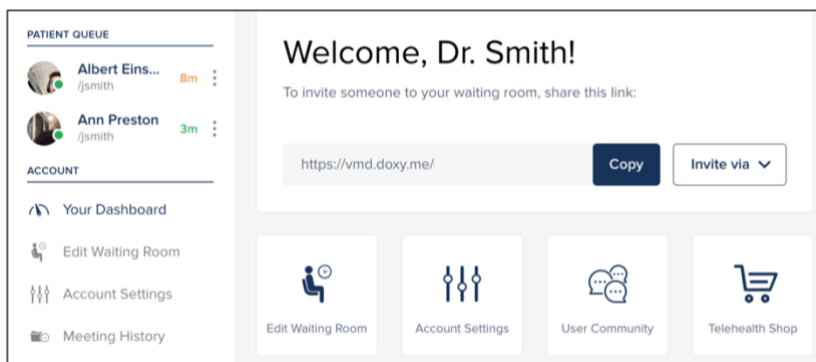 PATIENT QUEUE
Albert Eins...
/jsmith
8m
Ann Preston
/jsmith
3m
ACCOUNT
Your Dashboard
Edit Waiting Room
Account Settings
Meeting History
Welcome, Dr. Smith!
To invite someone to your waiting room, share this link:
https://vmd.doxy.me/
Copy
Invite via
Edit Waiting Room
Account Settings
User Community
Telehealth Shop